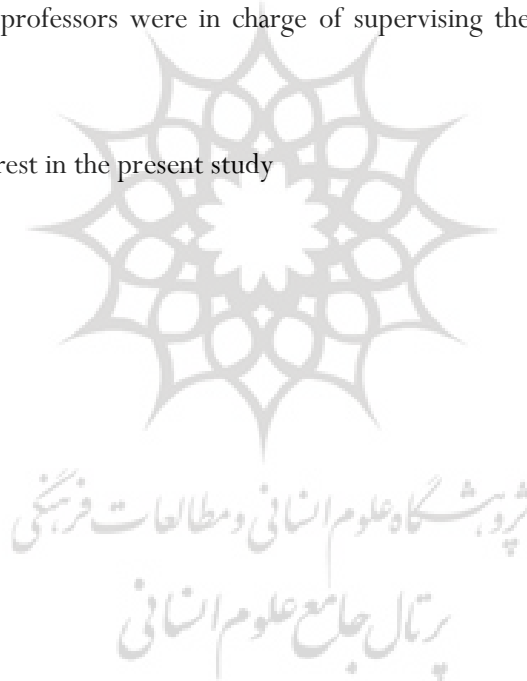 professors were in charge of supervising the
rest in the present study
پژوهشگاه علوم انسانی و مطالعات فرهنگی
پرتال جامع علوم انسانی